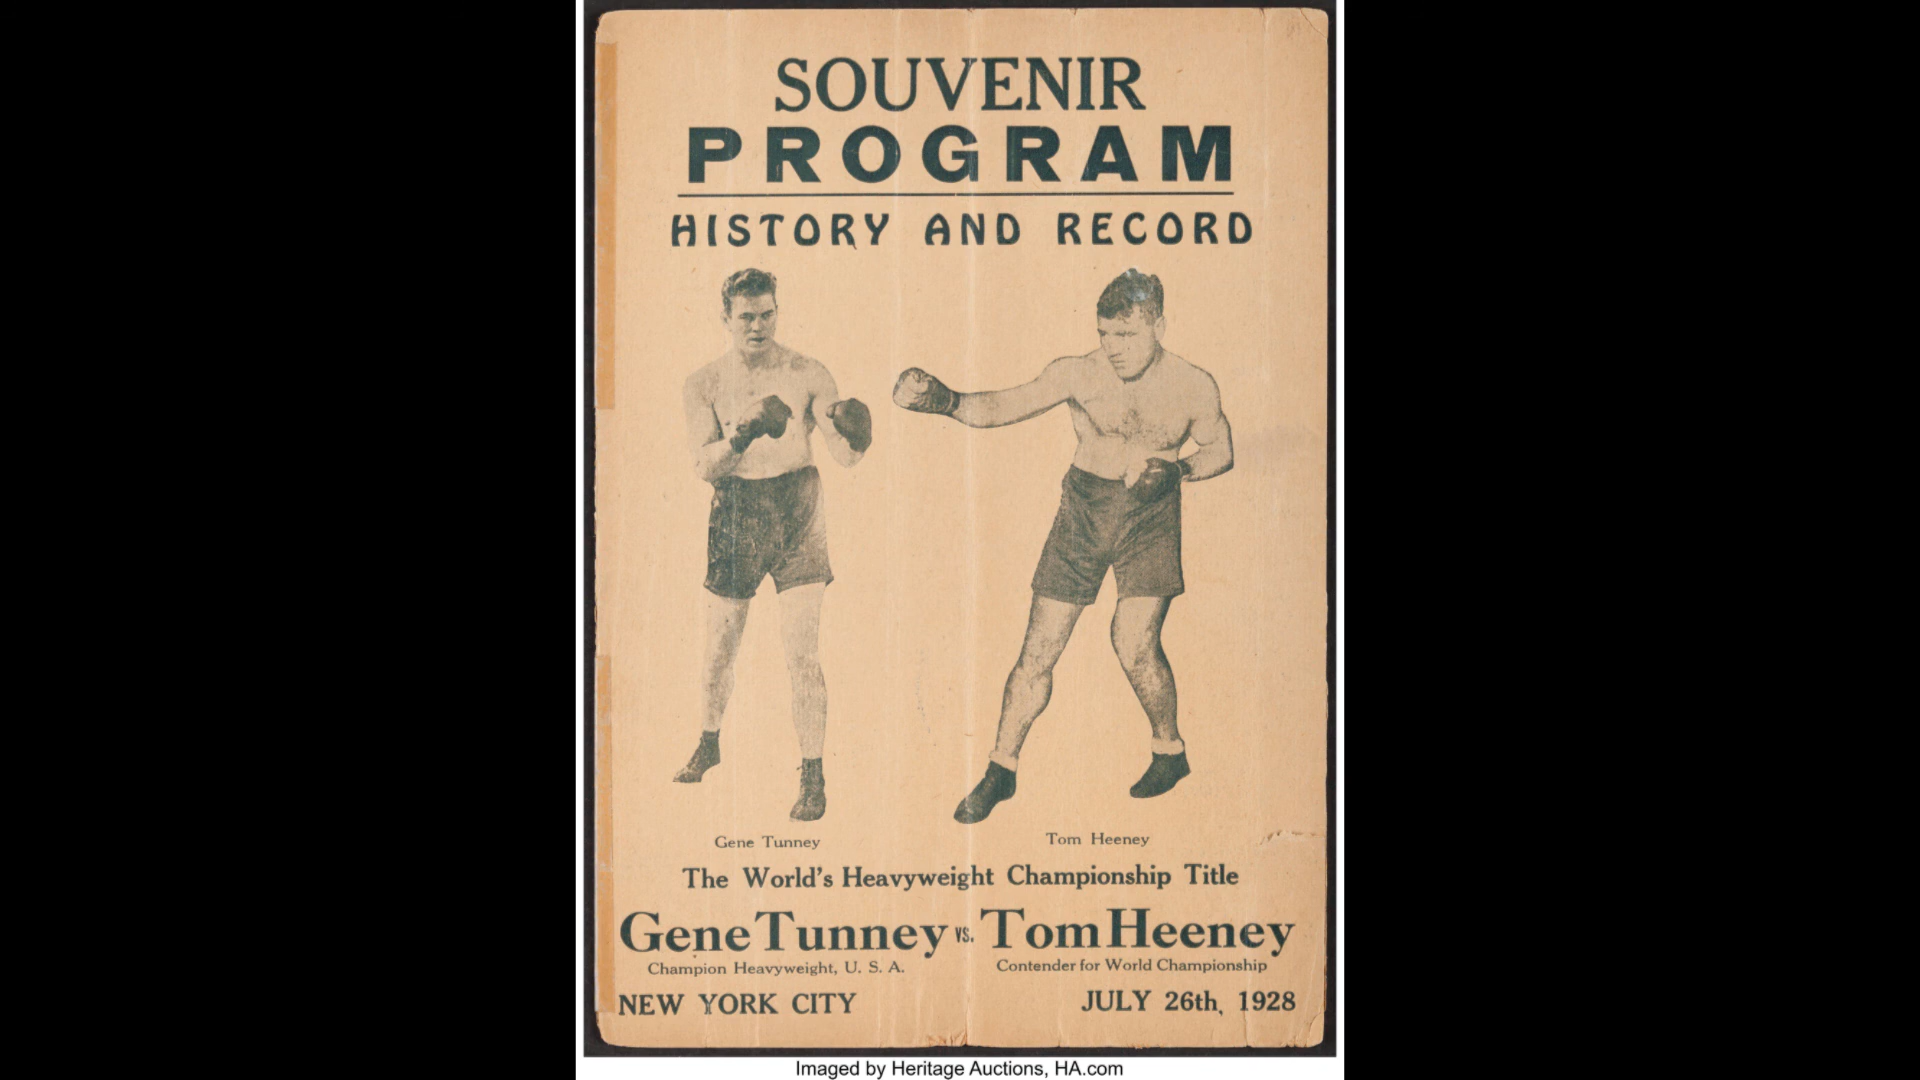 SOUVENIR
PROGRAM
HISTORY AND RECORD
Gene Tunney
Tom Heeney
The World's Heavyweight Championship Title
Gene Tunney vs. Tom Heeney
Champion Heavyweight, U. S. A.
Contender for World Championship
NEW YORK CITY
JULY 26th, 1928
Imaged by Heritage Auctions, HA.com